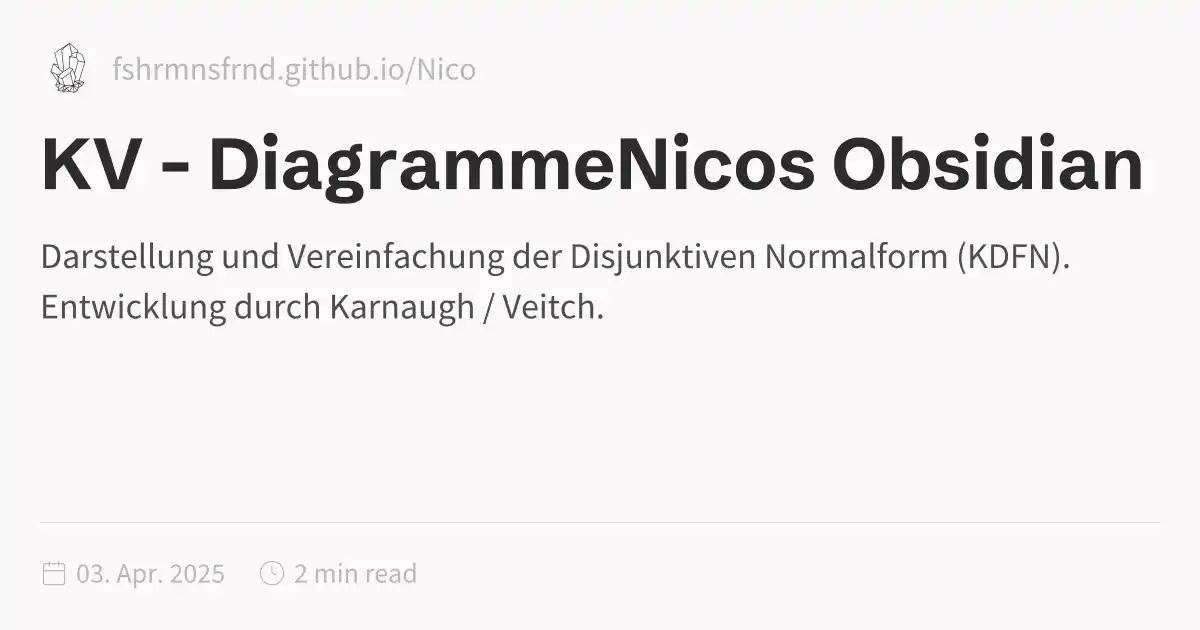 fshrmnsfrnd.github.io/Nico
KV - DiagrammeNicos Obsidian
Darstellung und Vereinfachung der Disjunktiven Normalform (KDFN).
Entwicklung durch Karnaugh / Veitch.
03. Apr. 2025 2 min read